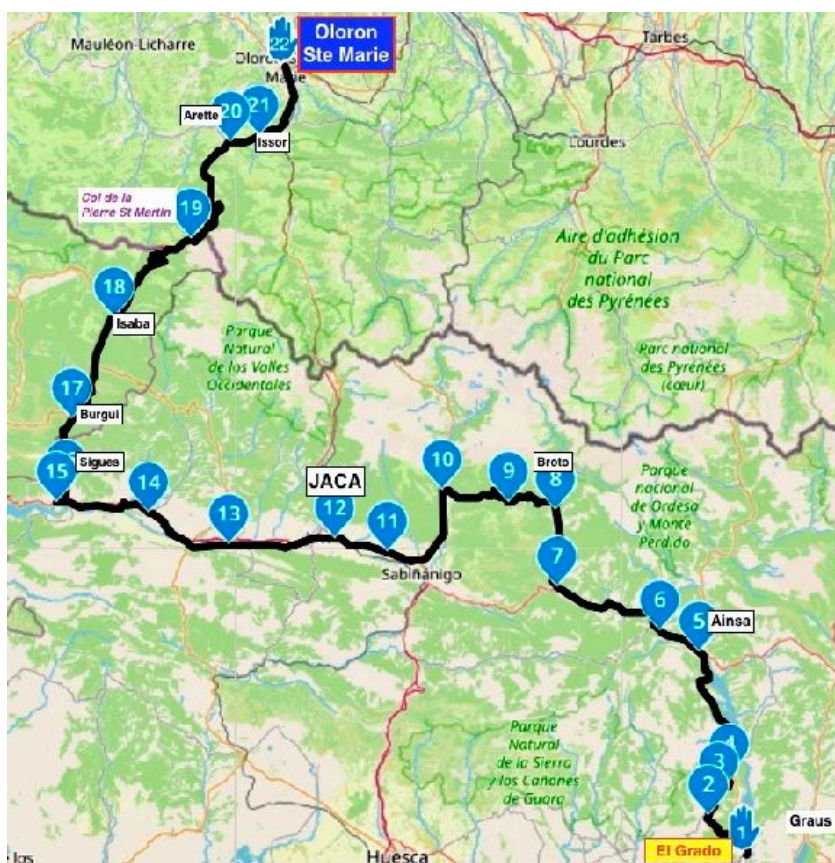 Mauléon-Licharre
22
Oloron
Ste Marie
Tarbes
Marie
Arette
20
21
Issor
Lourdes
Col de la
Pierre St Martin
19
Aire d'adhésion
du Parc
national
des Pyrénées
18
Isaba
Parque
Natural
de los Valles
Occidentales
Parc national
des Pyrénées
(cœur)
17
Burgui
Sigues
15
14
JACA
10
9
Broto
8
Parque
nacional
de Ordesa
y Monte
Perdido
13
12
11
Sabiñánigo
7
6
5
Ainsa
4
3
2
Parque
Natural
de la Sierra
y los Cañones
de Guara
1
Graus
El Grado
Huesca
los